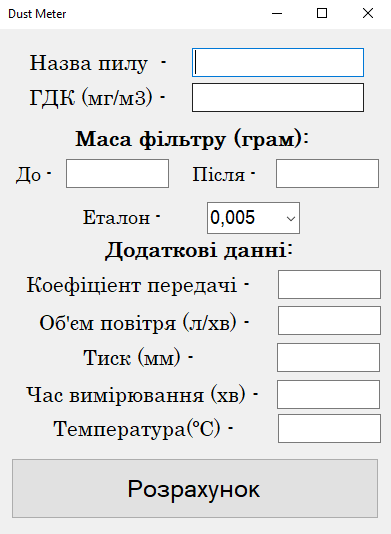 Dust Meter
Назва пилу -
ГДК (мг/м3) -
Маса фільтру (грам):
До - Після -
Еталон - 0,005
Додаткові данні:
Коефіціент передачі -
Об'єм повітря (л/хв) -
Тиск (мм) -
Час вимірювання (хв) -
Температура(°C) -
Розрахунок